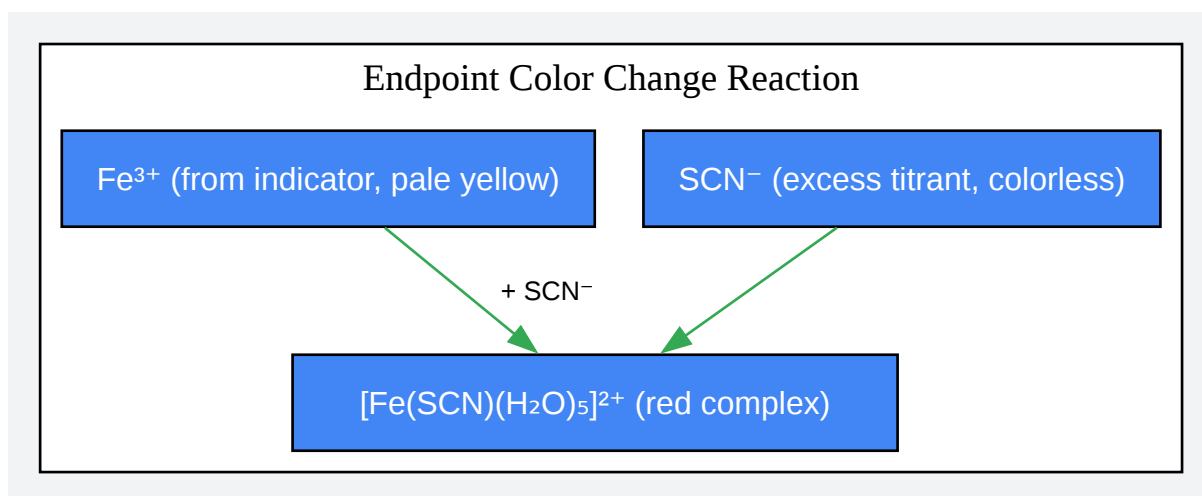 Endpoint Color Change Reaction
Fe³⁺ (from indicator, pale yellow)
SCN⁻ (excess titrant, colorless)
+ SCN⁻
[Fe(SCN)(H₂O)₅]²⁺ (red complex)